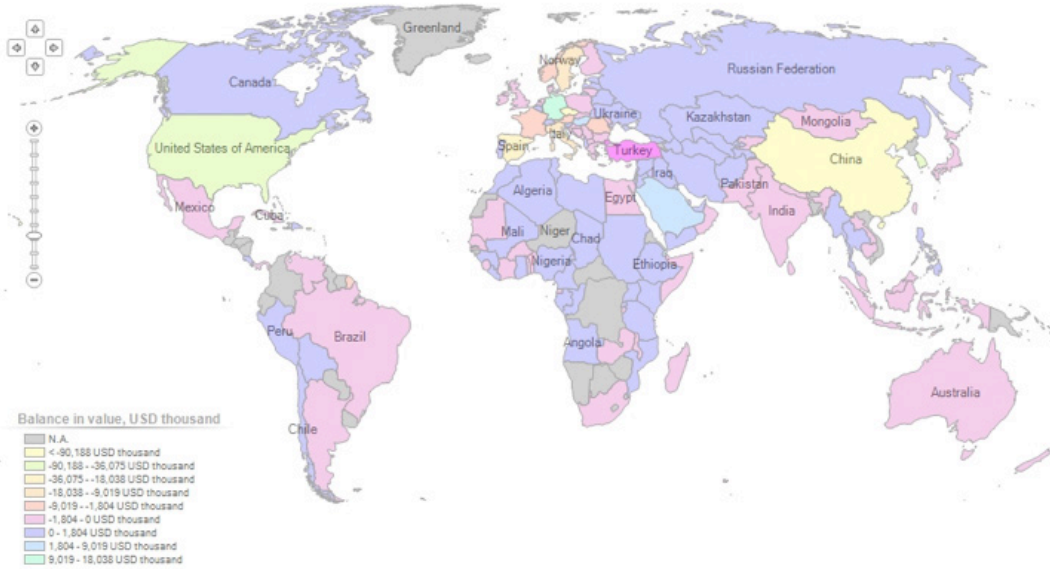 Greenland
Norway
Canada
Russian Federation
Ukraine
Kazakhstan
Mongolia
United States of America
Spain
Italy
Turkey
China
Iraq
Algeria
Pakistan
Egypt
Mexico
India
Cuba
Mali
Niger
Chad
Nigeria
Ethiopia
Peru
Brazil
Angola
Australia
Chile
Balance in value, USD thousand
N.A.
< -90,188 USD thousand
-90,188 - -36,075 USD thousand
-36,075 - -18,038 USD thousand
-18,038 - -9,019 USD thousand
-9,019 - -1,804 USD thousand
-1,804 - 0 USD thousand
0 - 1,804 USD thousand
1,804 - 9,019 USD thousand
9,019 - 18,038 USD thousand